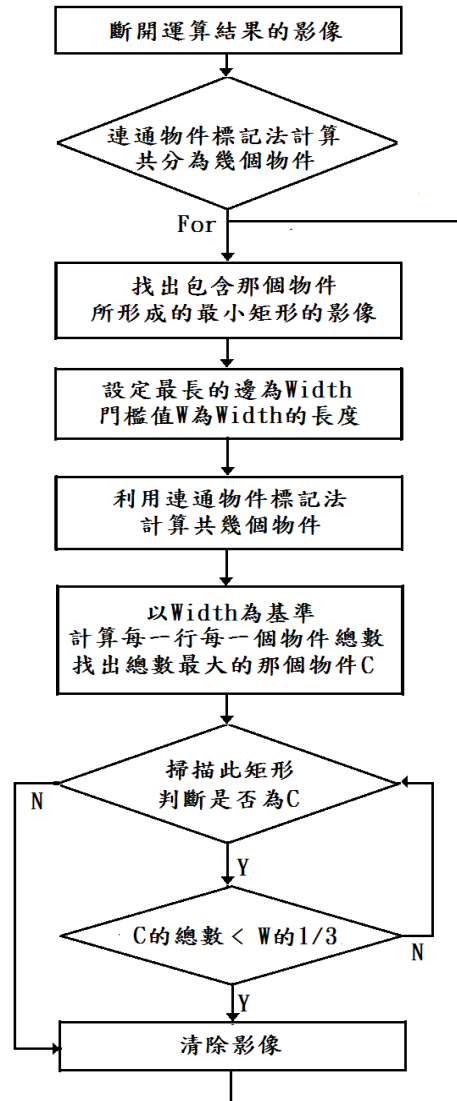 斷開運算結果的影像
連通物件標記法計算
共分為幾個物件
For
找出包含那個物件
所形成的最小矩形的影像
設定最長的邊為Width
門檻值W為Width的長度
利用連通物件標記法
計算共幾個物件
以Width為基準
計算每一行每一個物件總數
找出總數最大的那個物件C
掃描此矩形
判斷是否為C
N
Y
C的總數 < W的1/3
N
Y
清除影像